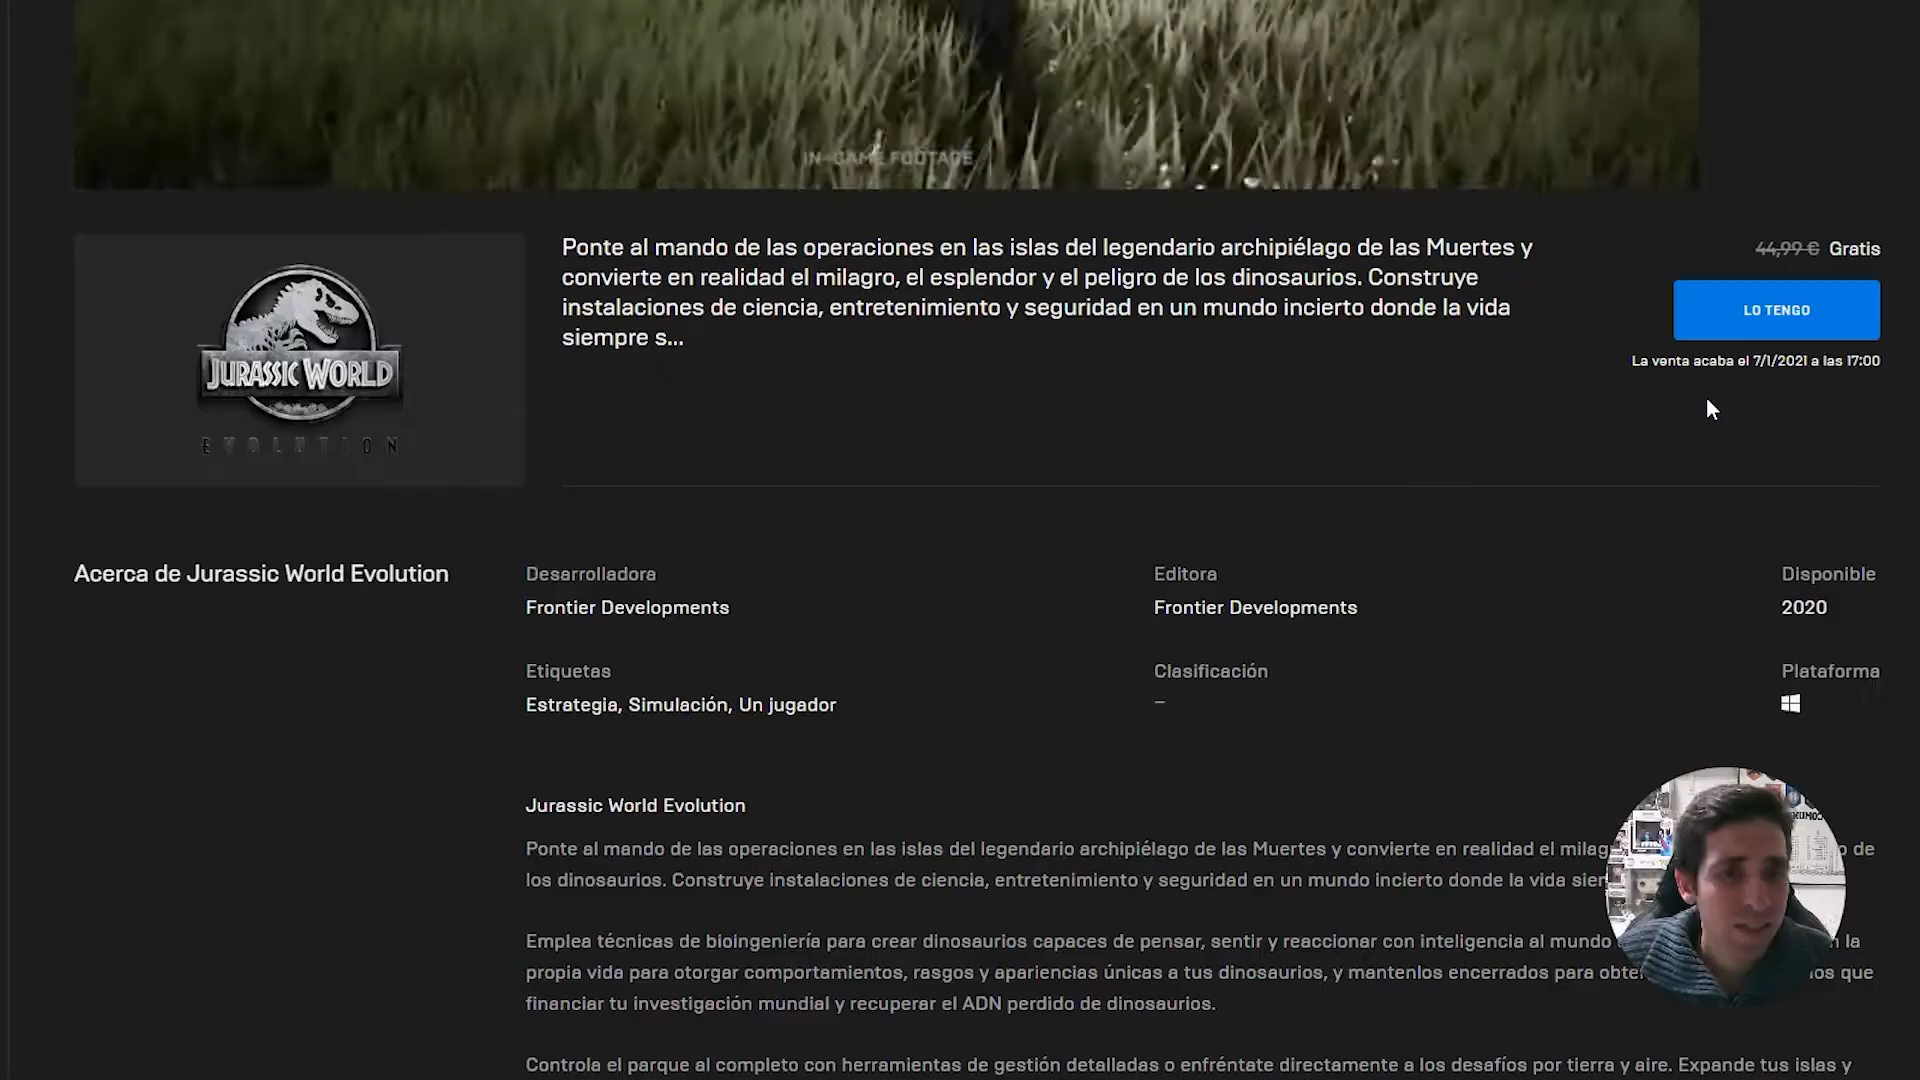 IN-GAME FOOTAGE
JURASSIC WORLD
EVOLUTION
Ponte al mando de las operaciones en las islas del legendario archipiélago de las Muertes y
convierte en realidad el milagro, el esplendor y el peligro de los dinosaurios. Construye
instalaciones de ciencia, entretenimiento y seguridad en un mundo incierto donde la vida
siempre s...
44,99 € Gratis
LO TENGO
La venta acaba el 7/1/2021 a las 17:00
Acerca de Jurassic World Evolution
Desarrolladora
Frontier Developments
Editora
Frontier Developments
Disponible
2020
Etiquetas
Estrategia, Simulación, Un jugador
Clasificación
–
Plataforma
Jurassic World Evolution
Ponte al mando de las operaciones en las islas del legendario archipiélago de las Muertes y convierte en realidad el de
los dinosaurios. Construye instalaciones de ciencia, entretenimiento y seguridad en un mundo incierto donde la vida
Emplea técnicas de bioingeniería para crear dinosaurios capaces de pensar, sentir y reaccionar con inteligencia al mundo la
propia vida para otorgar comportamientos, rasgos y apariencias únicas a tus dinosaurios, y mantenlos encerrados para que
financiar tu investigación mundial y recuperar el ADN perdido de dinosaurios.
Controla el parque al completo con herramientas de gestión detalladas o enfréntate directamente a los desafíos por tierra y aire. Expande tus islas y